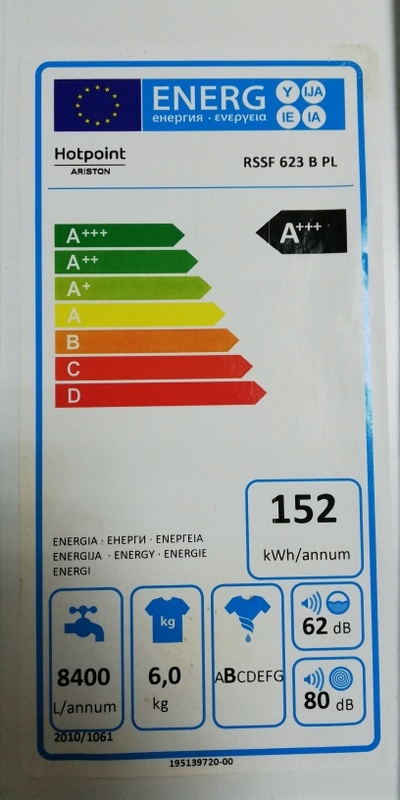 ENERG Y IJA
енергия · ενεργεια IE IA
Hotpoint
ARISTON
RSSF 623 B PL
A+++
A+++
A++
A+
A
B
C
D
152
kWh/annum
ENERGIA · ЕНЕРГИ · ΕΝΕΡΓΕΙΑ
ENERGIJA · ENERGY · ENERGIE
ENERGI
kg
62 dB
8400
L/annum
6,0
kg
ABCDEFG
80 dB
2010/1061
195139720-00